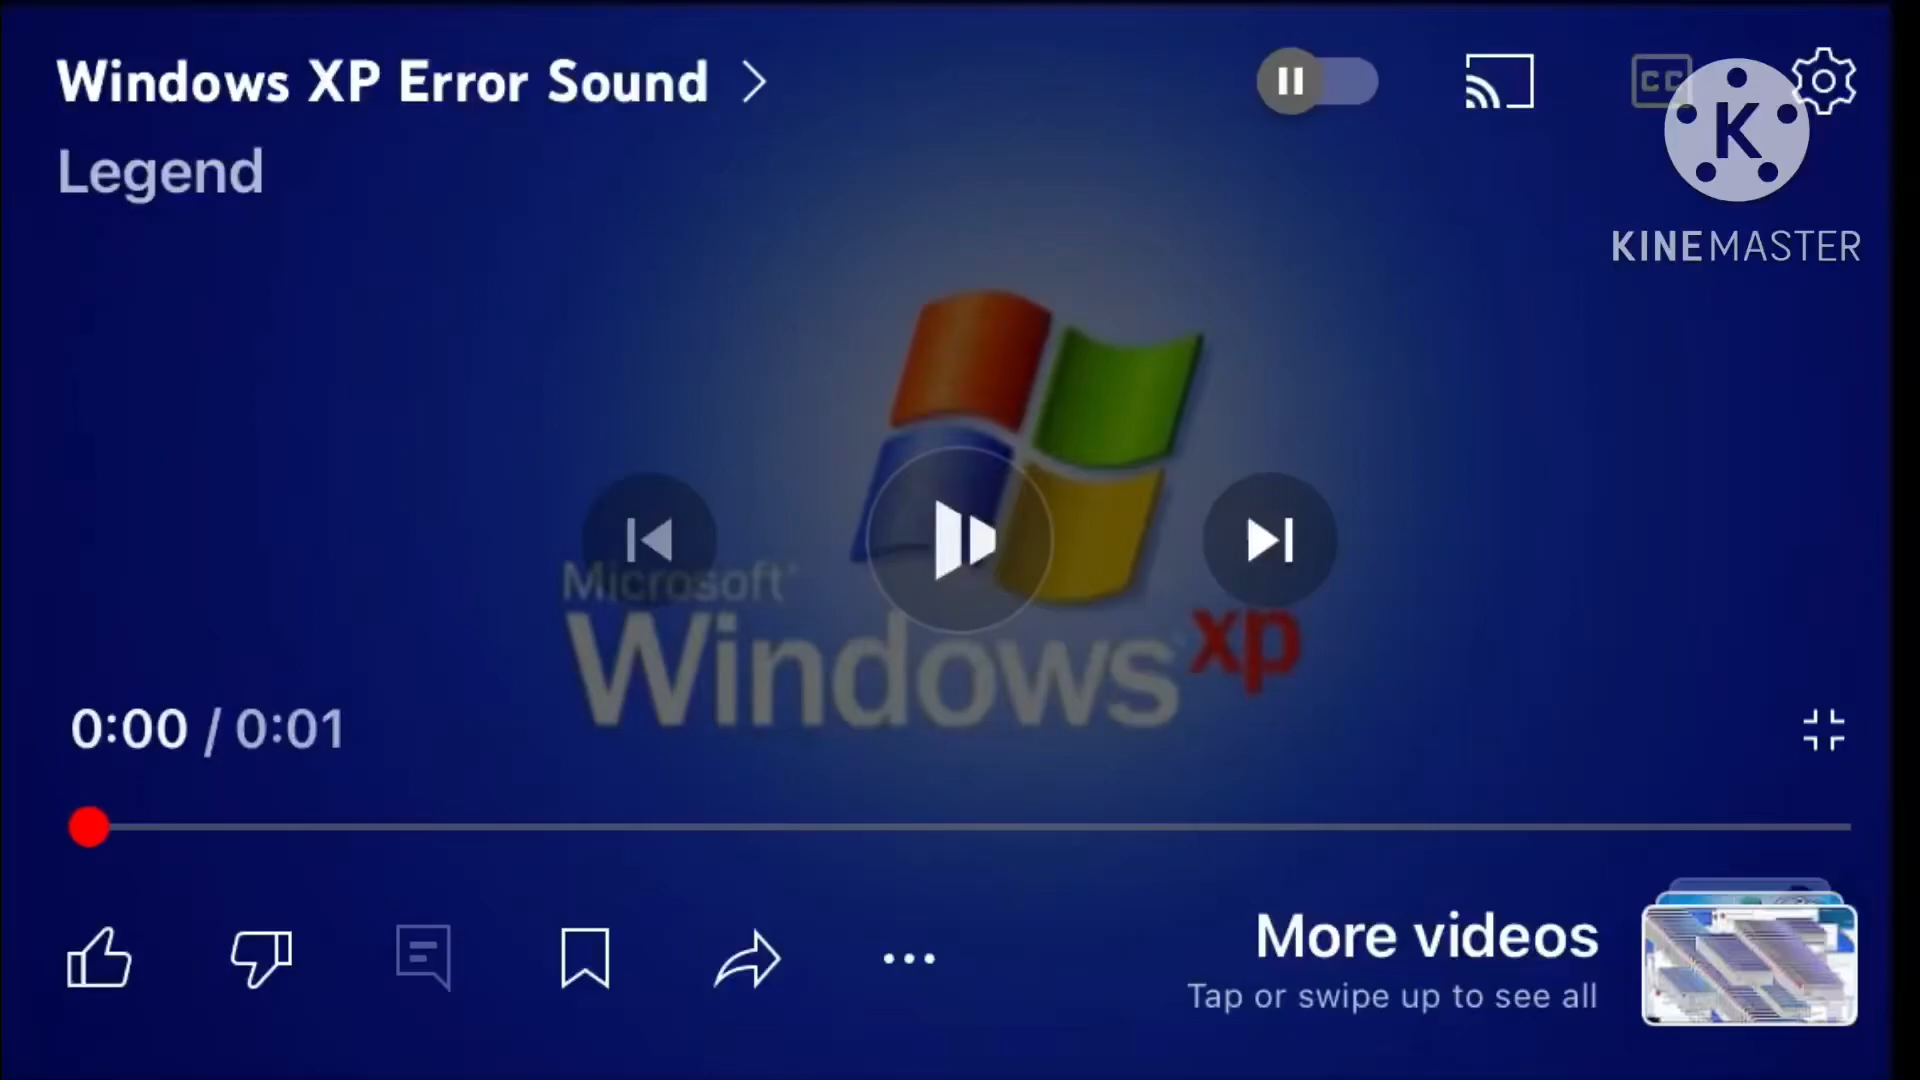 Windows XP Error Sound
Legend
CC
K
KINEMASTER
Microsoft
Windows xp
0:00 / 0:01
More videos
Tap or swipe up to see all